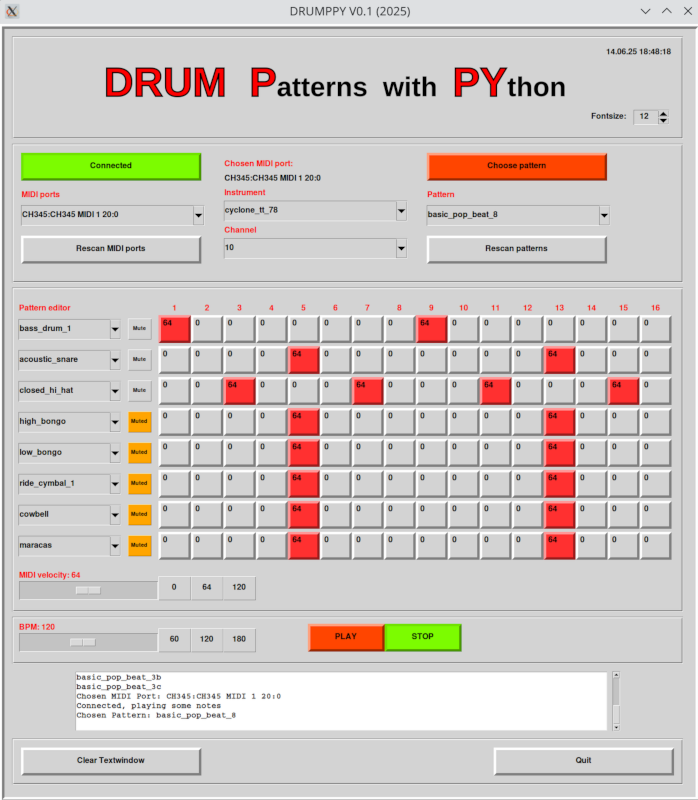 DRUMPPY V0.1 (2025)
14.06.25 18:48:18
DRUM Patterns with PYthon
Fontsize: 12
Connected
Chosen MIDI port:
CH345:CH345 MIDI 1 20:0
Choose pattern
MIDI ports
Instrument
Pattern
CH345:CH345 MIDI 1 20:0
cyclone_tt_78
basic_pop_beat_8
Channel
Rescan MIDI ports
10
Rescan patterns
Pattern editor 1 2 3 4 5 6 7 8 9 10 11 12 13 14 15 16
bass_drum_1 Mute 64 0 0 0 0 0 0 0 64 0 0 0 0 0 0 0
acoustic_snare Mute 0 0 0 0 64 0 0 0 0 0 0 0 64 0 0 0
closed_hi_hat Mute 0 0 64 0 0 0 64 0 0 0 64 0 0 0 64 0
high_bongo Muted 0 0 0 0 64 0 0 0 0 0 0 0 64 0 0 0
low_bongo Muted 0 0 0 0 64 0 0 0 0 0 0 0 64 0 0 0
ride_cymbal_1 Muted 0 0 0 0 64 0 0 0 0 0 0 0 64 0 0 0
cowbell Muted 0 0 0 0 64 0 0 0 0 0 0 0 64 0 0 0
maracas Muted 0 0 0 0 64 0 0 0 0 0 0 0 64 0 0 0
MIDI velocity: 64
0 64 120
BPM: 120
60 120 180
PLAY STOP
basic_pop_beat_3b
basic_pop_beat_3c
Chosen MIDI Port: CH345:CH345 MIDI 1 20:0
Connected, playing some notes
Chosen Pattern: basic_pop_beat_8
Clear Textwindow
Quit